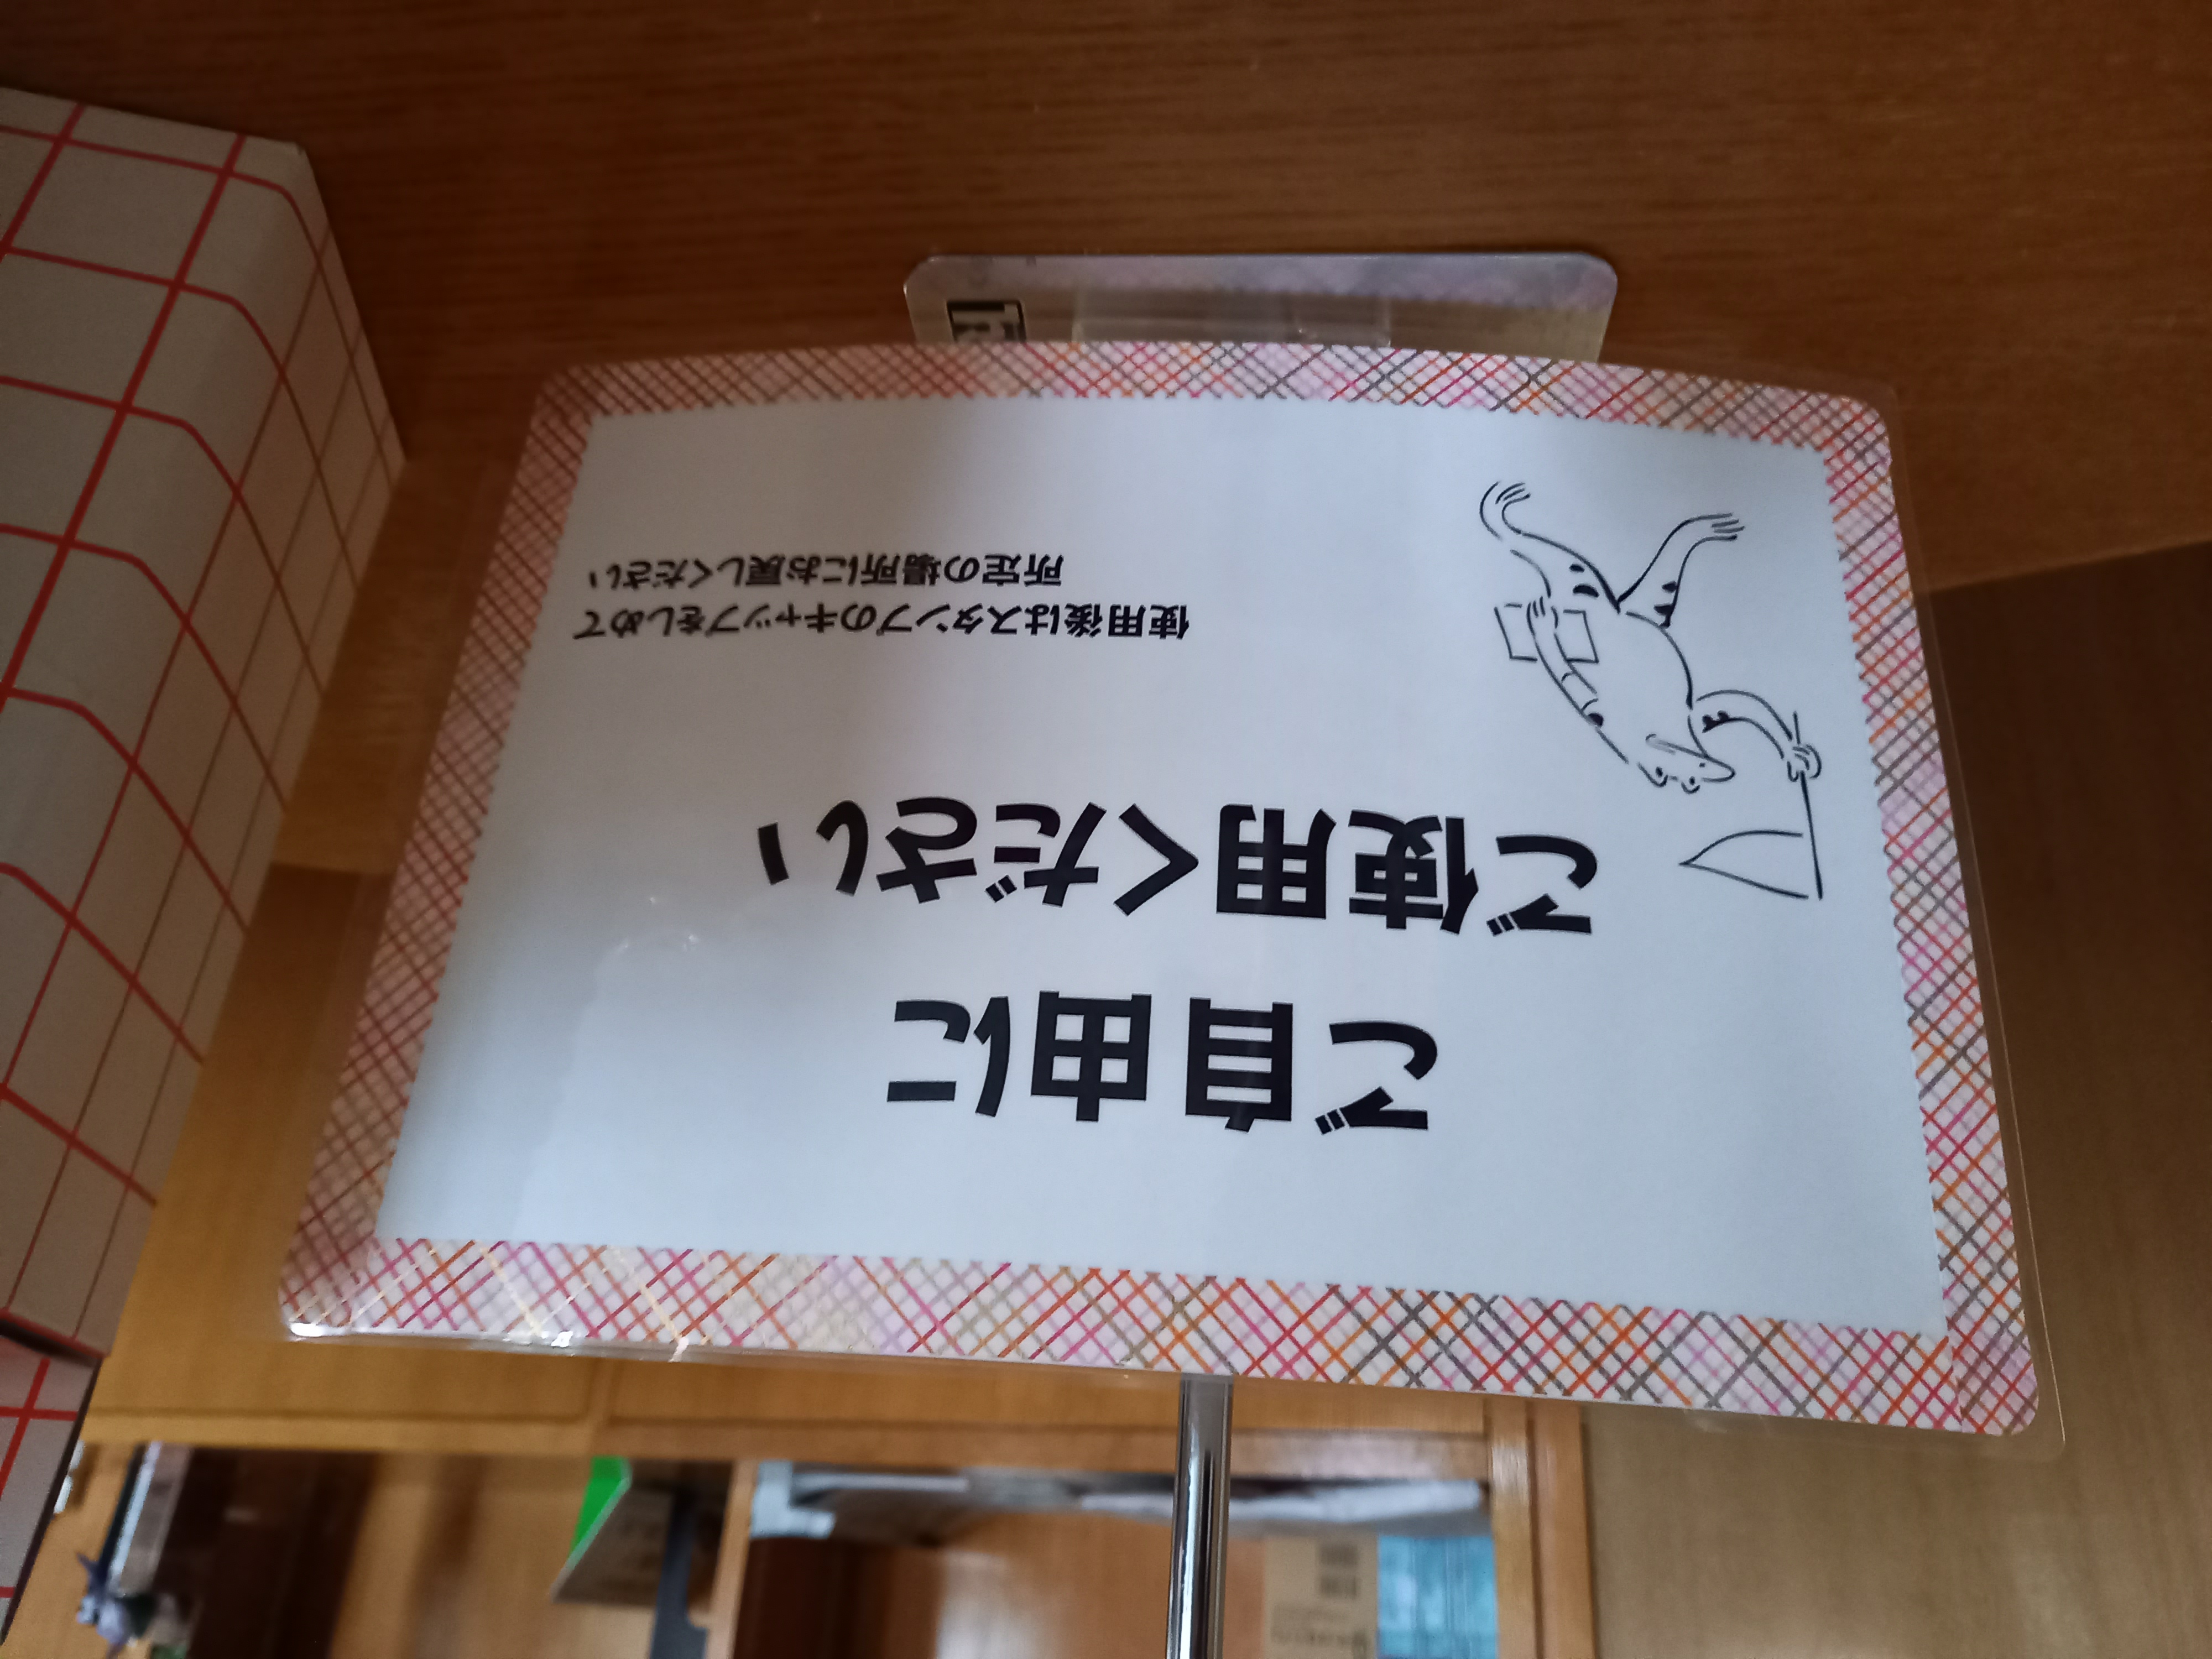 ご自由に
ご使用ください
使用後はスタンプのキャップをしめて
所定の場所にお戻しください